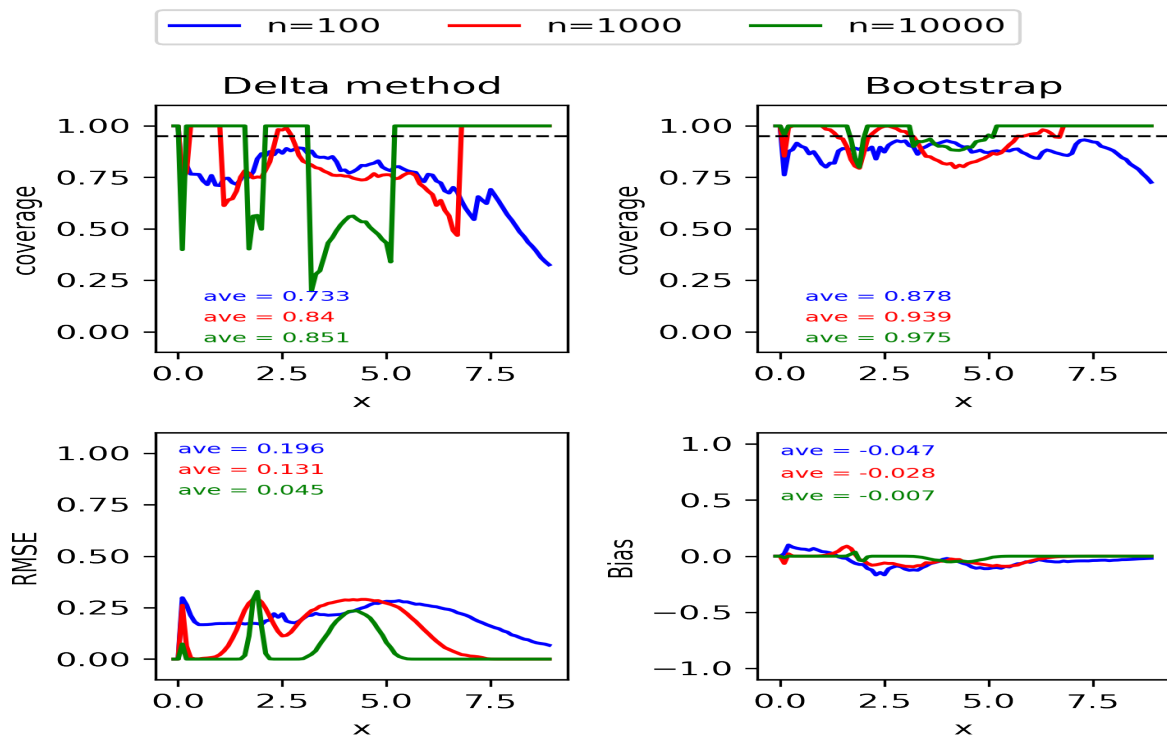 n=100 n=1000 n=10000
Delta method
1.00
0.75
0.50
0.25
0.00
coverage
ave = 0.733
ave = 0.84
ave = 0.851
0.0 2.5 5.0 7.5
x
Bootstrap
1.00
0.75
0.50
0.25
0.00
coverage
ave = 0.878
ave = 0.939
ave = 0.975
0.0 2.5 5.0 7.5
x
1.00
0.75
0.50
0.25
0.00
RMSE
ave = 0.196
ave = 0.131
ave = 0.045
0.0 2.5 5.0 7.5
x
1.0
0.5
0.0
−0.5
−1.0
Bias
ave = -0.047
ave = -0.028
ave = -0.007
0.0 2.5 5.0 7.5
x